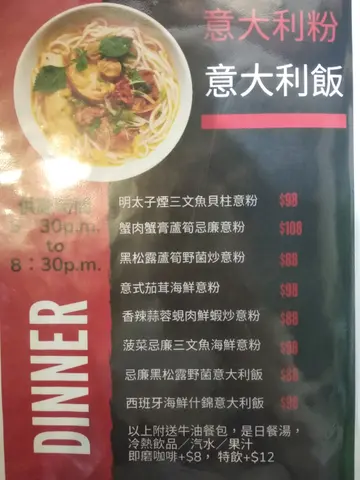 意大利粉
意大利飯
明太子煙三文魚貝柱意粉 $98
蟹肉蟹膏蘆筍忌廉意粉 $108
黑松露蘆筍野菌炒意粉 $88
意式茄茸海鮮意粉 $98
香辣蒜蓉蜆肉鮮蝦炒意粉 $88
菠菜忌廉三文魚海鮮意粉 $98
忌廉黑松露野菌意大利飯
西班牙海鮮什錦意大利飯 $98
:30p.m.
to
8:30p.m.
DINNER
以上附送牛油餐包,是日餐湯,
冷熱飲品/汽水/果汁
即磨咖啡+$8, 特飲+$12